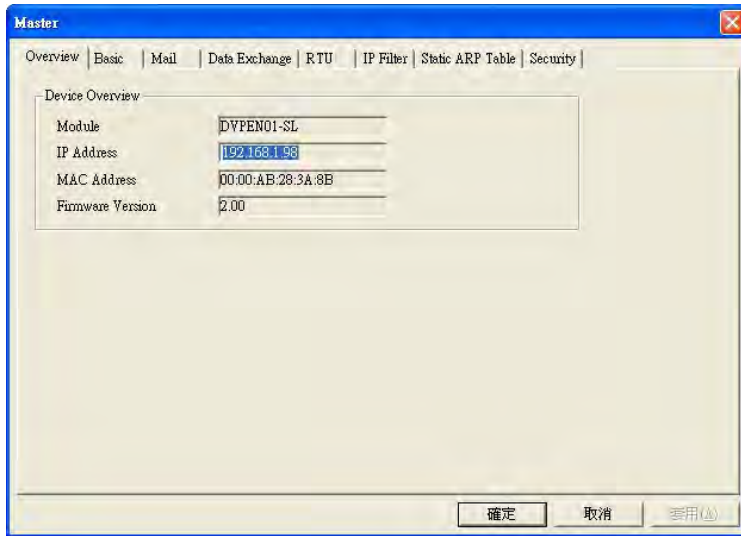 Master
Overview Basic Mail Data Exchange RTU IP Filter Static ARP Table Security
Device Overview
Module DVPEN01-SL
IP Address 192.168.1.98
MAC Address 00:00:AB:28:3A:8B
Firmware Version 2.00
確定 取消 套用(A)